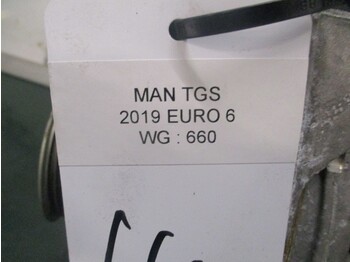 MAN TGS
2019 EURO 6
WG : 660